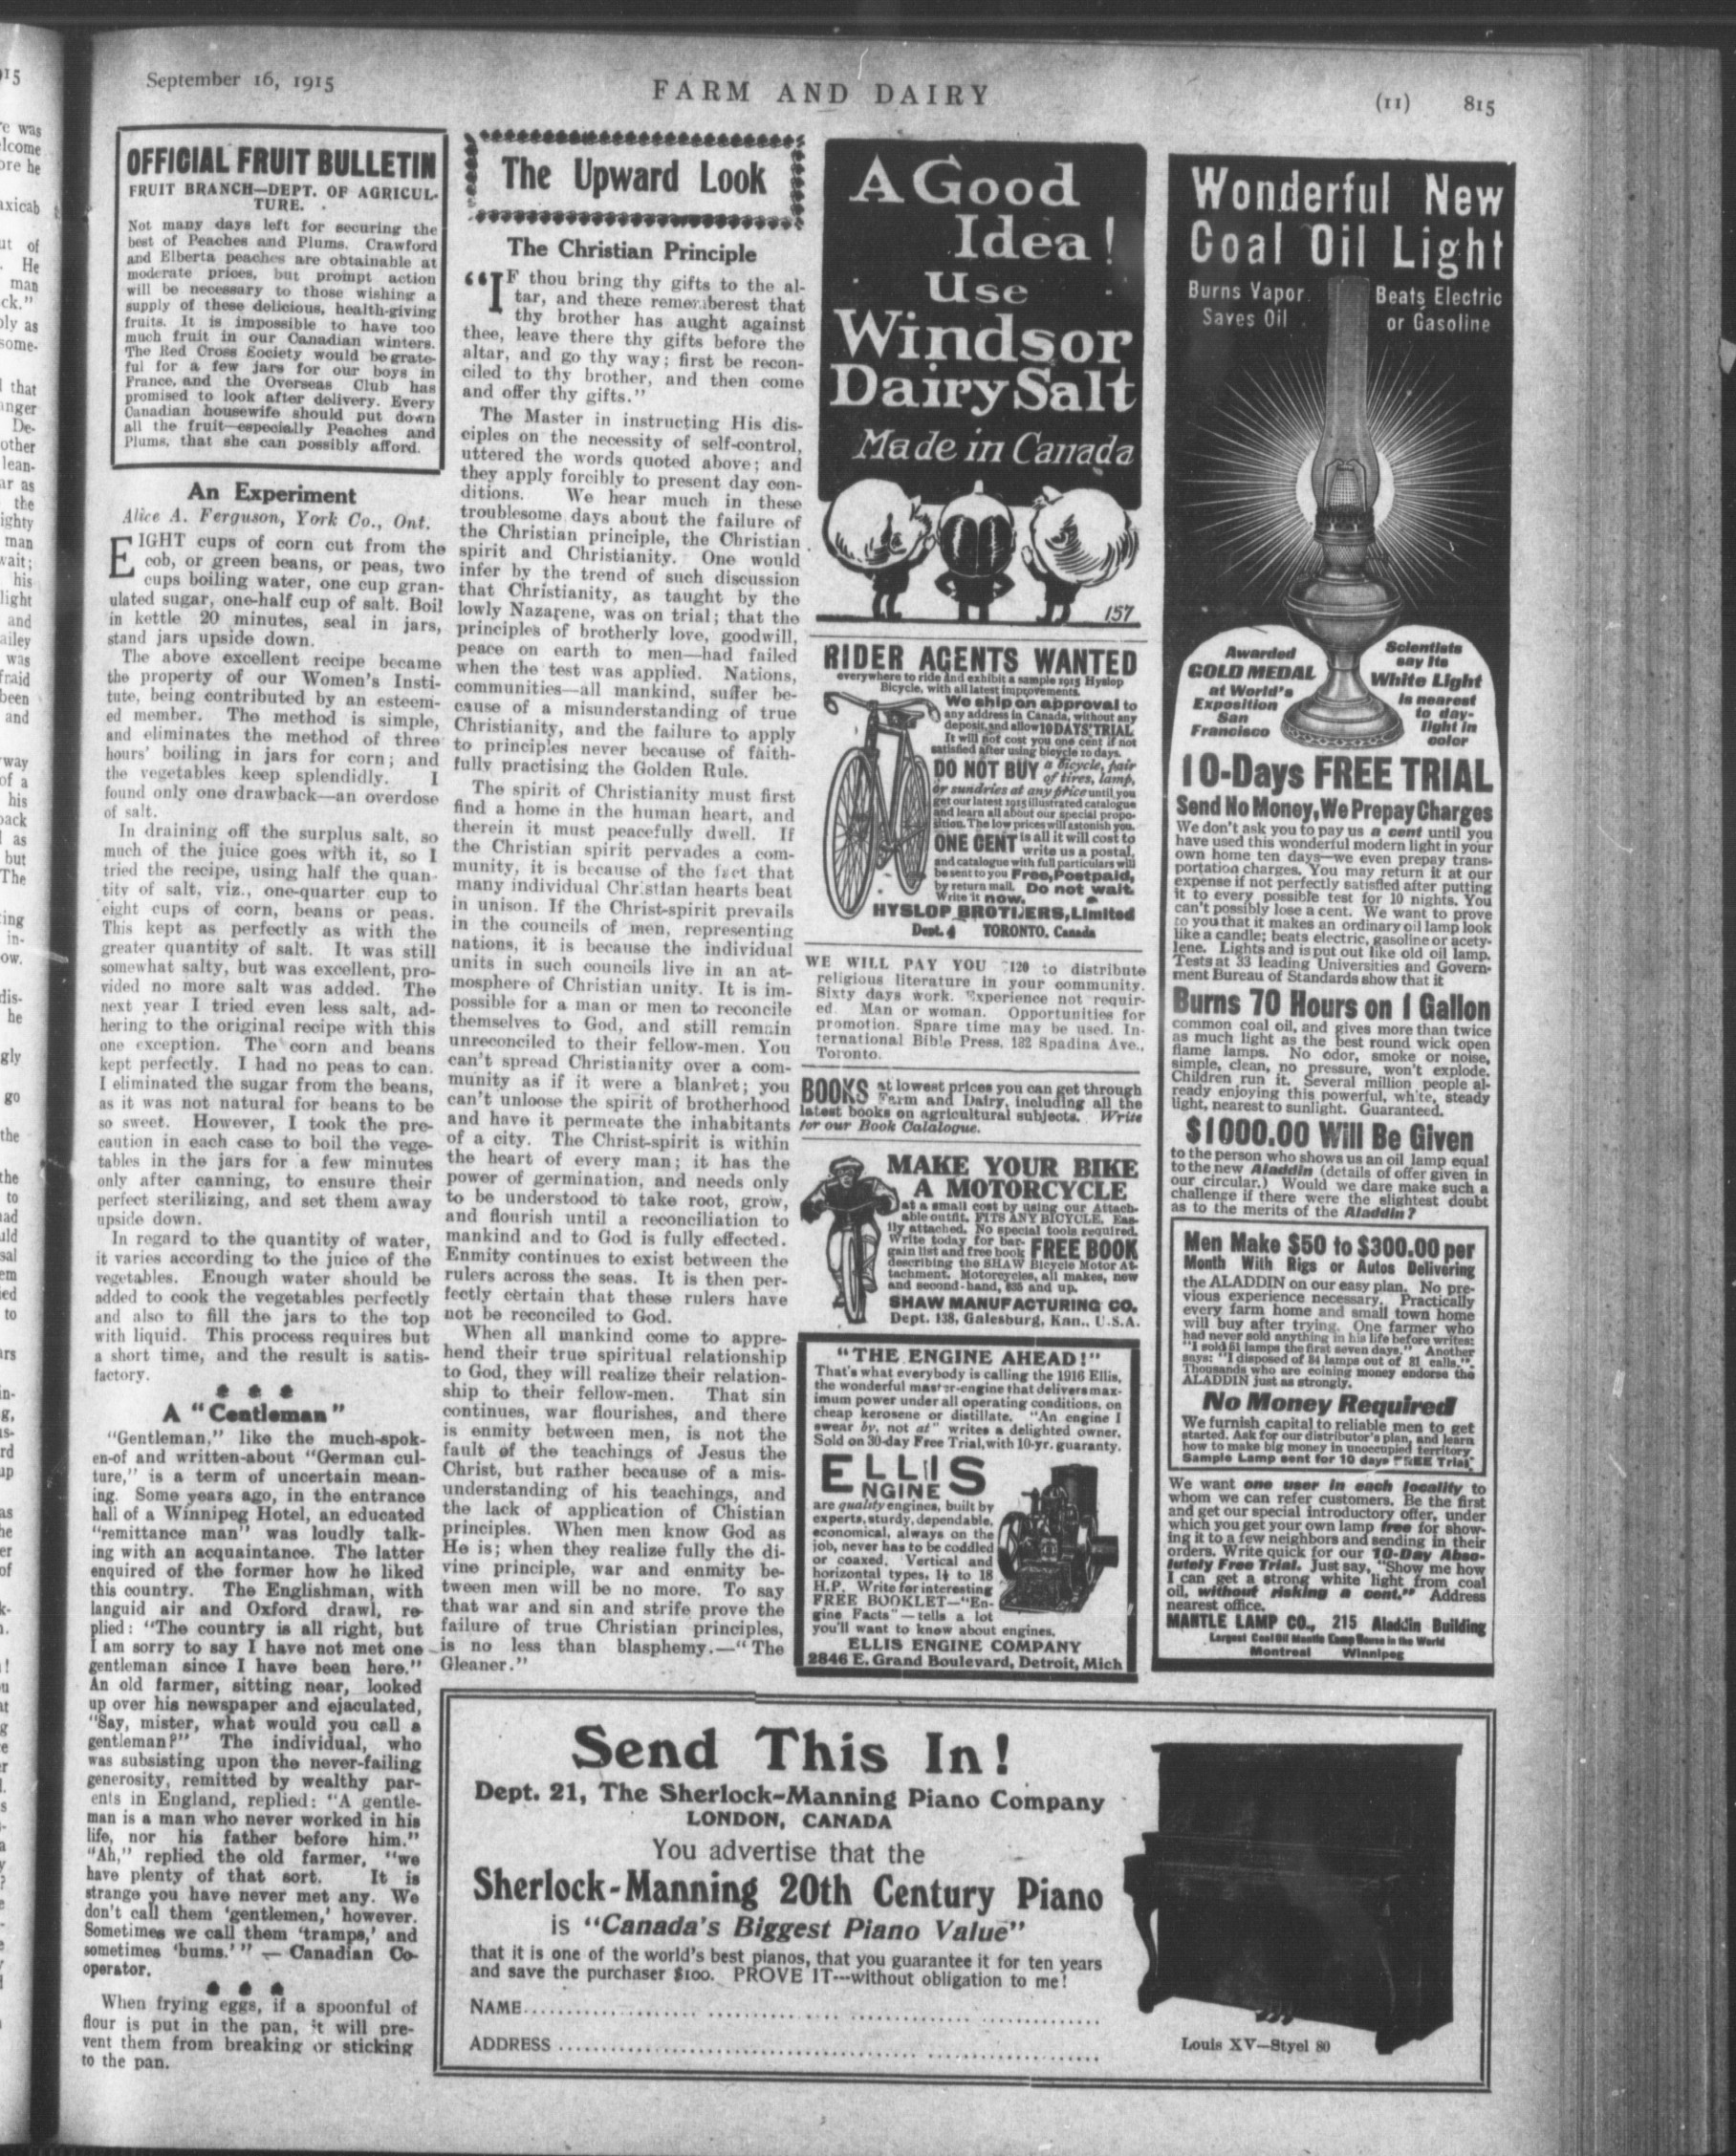 September 16, 1915
FARM AND DAIRY
(11) 815
OFFICIAL FRUIT BULLETIN
FRUIT BRANCH—DEPT. OF AGRICUL-
TURE.
Not many days left for securing the
best of Peaches and Plums. Crawford
and Elberta peaches are obtainable at
moderate prices, but prompt action
will be necessary to those wishing a
supply of these delicious, health-giving
fruits. It is impossible to have too
much fruit in our Canadian winters.
The Red Cross Society would be grate-
ful for a few jars for our boys in
France, and the Overseas Club has
promised to look after delivery. Every
Canadian housewife should put down
all the fruit—especially Peaches and
Plums, that she can possibly afford.
An Experiment
Alice A. Ferguson, York Co., Ont.
EIGHT cups of corn cut from the
cob, or green beans, or peas, two
cups boiling water, one cup gran-
ulated sugar, one-half cup of salt. Boil
in kettle 20 minutes, seal in jars,
stand jars upside down.
The above excellent recipe became
the property of our Women's Insti-
tute, being contributed by an esteem-
ed member. The method is simple,
and eliminates the method of three
hours' boiling in jars for corn; and
the vegetables keep splendidly. I
found only one drawback—an overdose
of salt.
In draining off the surplus salt, so
much of the juice goes with it, so I
tried the recipe, using half the quan-
tity of salt, viz., one-quarter cup to
eight cups of corn, beans or peas.
This kept as perfectly as with the
greater quantity of salt. It was still
somewhat salty, but was excellent, pro-
vided no more salt was added. The
next year I tried even less salt, ad-
hering to the original recipe with this
one exception. The corn and beans
kept perfectly. I had no peas to can.
I eliminated the sugar from the beans,
as it was not natural for beans to be
so sweet. However, I took the pre-
caution in each case to boil the vege-
tables in the jars for a few minutes
only after canning, to ensure their
perfect sterilizing, and set them away
upside down.
In regard to the quantity of water,
it varies according to the juice of the
vegetables. Enough water should be
added to cook the vegetables perfectly
and also to fill the jars to the top
with liquid. This process requires but
a short time, and the result is satis-
factory.
A "Gentleman"
"Gentleman," like the much-spok-
en-of and written-about "German cul-
ture," is a term of uncertain mean-
ing. Some years ago, in the entrance
hall of a Winnipeg Hotel, an educated
"remittance man" was loudly talk-
ing with an acquaintance. The latter
enquired of the former how he liked
this country. The Englishman, with
languid air and Oxford drawl, re-
plied: "The country is all right, but
I am sorry to say I have not met one
gentleman since I have been here."
An old farmer, sitting near, looked
up over his newspaper and ejaculated,
"Say, mister, what would you call a
gentleman?" The individual, who
was subsisting upon the never-failing
generosity, remitted by wealthy par-
ents in England, replied: "A gentle-
man is a man who never worked in his
life, nor his father before him."
"Ah," replied the old farmer, "we
have plenty of that sort. It is
strange you have never met any. We
don't call them 'gentlemen,' however.
Sometimes we call them 'tramps,' and
sometimes 'bums.'" — Canadian Co-
operator.
When frying eggs, if a spoonful of
flour is put in the pan, it will pre-
vent them from breaking or sticking
to the pan.
The Upward Look
The Christian Principle
"IF thou bring thy gifts to the al-
tar, and there rememberest that
thy brother has aught against
thee, leave there thy gifts before the
altar, and go thy way; first be recon-
ciled to thy brother, and then come
and offer thy gifts."
The Master in instructing His dis-
ciples on the necessity of self-control,
uttered the words quoted above; and
they apply forcibly to present day con-
ditions. We hear much in these
troublesome days about the failure of
the Christian principle, the Christian
spirit and Christianity. One would
infer by the trend of such discussion
that Christianity, as taught by the
lowly Nazarene, was on trial; that the
principles of brotherly love, goodwill,
peace on earth to men—had failed
when the test was applied. Nations,
communities—all mankind, suffer be-
cause of a misunderstanding of true
Christianity, and the failure to apply
to principles never because of faith-
fully practising the Golden Rule.
The spirit of Christianity must first
find a home in the human heart, and
therein it must peacefully dwell. If
the Christian spirit pervades a com-
munity, it is because of the fact that
many individual Christian hearts beat
in unison. If the Christ-spirit prevails
in the councils of men, representing
nations, it is because the individual
units in such councils live in an at-
mosphere of Christian unity. It is im-
possible for a man or men to reconcile
themselves to God, and still remain
unreconciled to their fellow-men. You
can't spread Christianity over a com-
munity as if it were a blanket; you
can't unloose the spirit of brotherhood
and have it permeate the inhabitants
of a city. The Christ-spirit is within
the heart of every man; it has the
power of germination, and needs only
to be understood to take root, grow,
and flourish until a reconciliation to
mankind and to God is fully effected.
Enmity continues to exist between the
rulers across the seas. It is then per-
fectly certain that these rulers have
not be reconciled to God.
When all mankind come to appre-
hend their true spiritual relationship
to God, they will realize their relation-
ship to their fellow-men. That sin
continues, war flourishes, and there
is enmity between men, is not the
fault of the teachings of Jesus the
Christ, but rather because of a mis-
understanding of his teachings, and
the lack of application of Chistian
principles. When men know God as
He is; when they realize fully the di-
vine principle, war and enmity be-
tween men will be no more. To say
that war and sin and strife prove the
failure of true Christian principles,
is no less than blasphemy.—"The
Gleaner."
A Good
Idea!
Use
Windsor
Dairy Salt
Made in Canada
157
RIDER AGENTS WANTED
everywhere to ride and exhibit a sample 1915 Hyslop
Bicycle, with all latest improvements.
We ship on approval to
any address in Canada, without any
deposit, and allow 10 DAYS' TRIAL
It will not cost you one cent if not
satisfied after using bicycle 10 days.
DO NOT BUY a bicycle, pair
of tires, lamp,
or sundries at any price until you
get our latest 1915 illustrated catalogue
and learn all about our special propo-
sition. The low prices will astonish you.
ONE CENT is all it will cost to
write us a postal,
and catalogue with full particulars will
be sent to you Free, Postpaid,
by return mail. Do not wait.
Write it now.
HYSLOP BROTHERS, Limited
Dept. 4 TORONTO, Canada
WE WILL PAY YOU $120 to distribute
religious literature in your community.
Sixty days work. Experience not requir-
ed. Man or woman. Opportunities for
promotion. Spare time may be used. In-
ternational Bible Press, 182 Spadina Ave.,
Toronto.
BOOKS at lowest prices you can get through
Farm and Dairy, including all the
latest books on agricultural subjects. Write
for our Book Calalogue.
MAKE YOUR BIKE
A MOTORCYCLE
at a small cost by using our Attach-
able outfit. FITS ANY BICYCLE. Eas-
ily attached. No special tools required.
Write today for bar-
gain list and free book FREE BOOK
describing the SHAW Bicycle Motor At-
tachment. Motorcycles, all makes, new
and second-hand, $35 and up.
SHAW MANUFACTURING CO.
Dept. 138, Galesburg, Kan., U.S.A.
"THE ENGINE AHEAD!"
That's what everybody is calling the 1916 Ellis,
the wonderful master-engine that delivers max-
imum power under all operating conditions, on
cheap kerosene or distillate. "An engine I
swear by, not at" writes a delighted owner.
Sold on 30-day Free Trial, with 10-yr. guaranty.
ELLIS
ENGINES
are quality engines, built by
experts, sturdy, dependable,
economical, always on the
job, never has to be coddled
or coaxed. Vertical and
horizontal types, 1½ to 18
H.P. Write for interesting
FREE BOOKLET—"En-
gine Facts"—tells a lot
you'll want to know about engines.
ELLIS ENGINE COMPANY
2846 E. Grand Boulevard, Detroit, Mich
Wonderful New
Coal Oil Light
Burns Vapor
Saves Oil
Beats Electric
or Gasoline
Awarded
GOLD MEDAL
at World's
Exposition
San
Francisco
Scientists
say Its
White Light
is nearest
to day-
light in
color
10-Days FREE TRIAL
Send No Money, We Prepay Charges
We don't ask you to pay us a cent until you
have used this wonderful modern light in your
own home ten days—we even prepay trans-
portation charges. You may return it at our
expense if not perfectly satisfied after putting
it to every possible test for 10 nights. You
can't possibly lose a cent. We want to prove
to you that it makes an ordinary oil lamp look
like a candle; beats electric, gasoline or acety-
lene. Lights and is put out like old oil lamp.
Tests at 33 leading Universities and Govern-
ment Bureau of Standards show that it
Burns 70 Hours on 1 Gallon
common coal oil, and gives more than twice
as much light as the best round wick open
flame lamps. No odor, smoke or noise,
simple, clean, no pressure, won't explode.
Children run it. Several million people al-
ready enjoying this powerful, white, steady
light, nearest to sunlight. Guaranteed.
$1000.00 Will Be Given
to the person who shows us an oil lamp equal
to the new Aladdin (details of offer given in
our circular.) Would we dare make such a
challenge if there were the slightest doubt
as to the merits of the Aladdin?
Men Make $50 to $300.00 per
Month With Rigs or Autos Delivering
the ALADDIN on our easy plan. No pre-
vious experience necessary. Practically
every farm home and small town home
will buy after trying. One farmer who
had never sold anything in his life before writes:
"I sold 51 lamps the first seven days." Another
says: "I disposed of 34 lamps out of 31 calls."
Thousands who are coining money endorse the
ALADDIN just as strongly.
No Money Required
We furnish capital to reliable men to get
started. Ask for our distributor's plan, and learn
how to make big money in unoccupied territory
Sample Lamp sent for 10 days FREE Trial
We want one user in each locality to
whom we can refer customers. Be the first
and get our special introductory offer, under
which you get your own lamp free for show-
ing it to a few neighbors and sending in their
orders. Write quick for our 10-Day Abso-
lutely Free Trial. Just say, "Show me how
I can get a strong white light from coal
oil, without risking a cent." Address
nearest office.
MANTLE LAMP CO., 215 Aladdin Building
Largest Coal Oil Mantle Lamp House in the World
Montreal Winnipeg
Send This In!
Dept. 21, The Sherlock-Manning Piano Company
LONDON, CANADA
You advertise that the
Sherlock-Manning 20th Century Piano
is "Canada's Biggest Piano Value"
that it is one of the world's best pianos, that you guarantee it for ten years
and save the purchaser $100. PROVE IT---without obligation to me!
NAME
ADDRESS
Louis XV—Styel 80